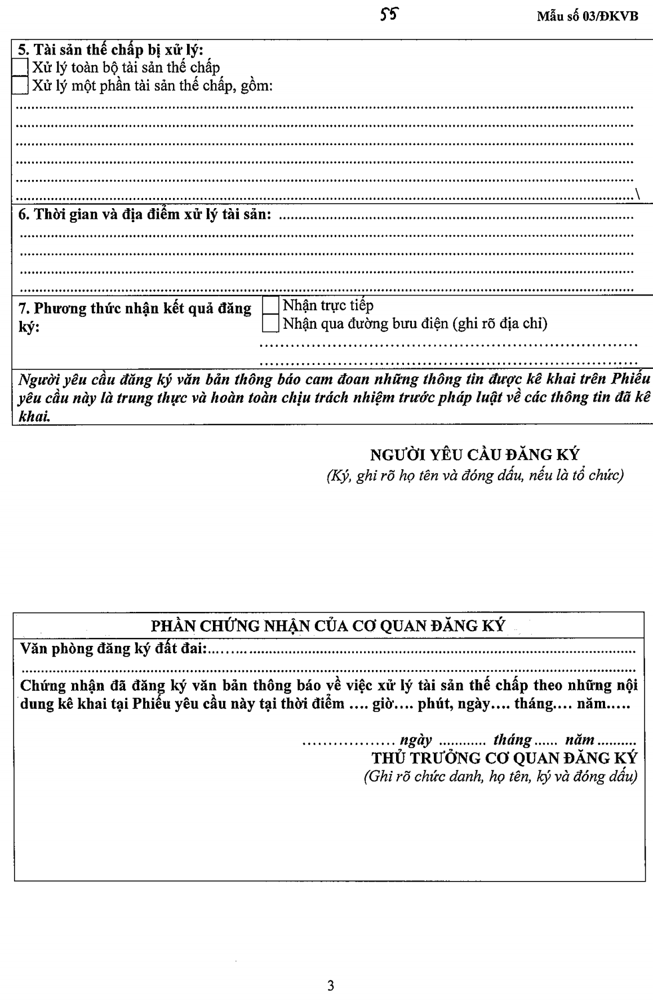 55
Mẫu số 03/ĐKVB
5. Tài sản thế chấp bị xử lý:
Xử lý toàn bộ tài sản thế chấp
Xử lý một phần tài sản thế chấp, gồm:
..........................................................................................
..........................................................................................
..........................................................................................
..........................................................................................
..........................................................................................
..........................................................................................\
6. Thời gian và địa điểm xử lý tài sản: ..........................................................
..........................................................................................
..........................................................................................
..........................................................................................
..........................................................................................
7. Phương thức nhận kết quả đăng
ký:
Nhận trực tiếp
Nhận qua đường bưu điện (ghi rõ địa chỉ)
..........................................................................
..........................................................................
Người yêu cầu đăng ký văn bản thông báo cam đoan những thông tin được kê khai trên Phiếu
yêu cầu này là trung thực và hoàn toàn chịu trách nhiệm trước pháp luật về các thông tin đã kê
khai.
NGƯỜI YÊU CẦU ĐĂNG KÝ
(Ký, ghi rõ họ tên và đóng dấu, nếu là tổ chức)
PHẦN CHỨNG NHẬN CỦA CƠ QUAN ĐĂNG KÝ
Văn phòng đăng ký đất đai:..........................................................................
..........................................................................................
Chứng nhận đã đăng ký văn bản thông báo về việc xử lý tài sản thế chấp theo những nội
dung kê khai tại Phiếu yêu cầu này tại thời điểm .... giờ.... phút, ngày.... tháng.... năm.....
................... ngày ............ tháng ...... năm ..........
THỦ TRƯỞNG CƠ QUAN ĐĂNG KÝ
(Ghi rõ chức danh, họ tên, ký và đóng dấu)
3